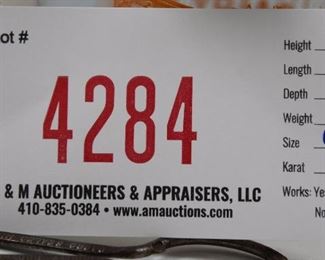 ot #
4284
& M AUCTIONEERS & APPRAISERS, LLC
410-835-0384 • www.amauctions.com
Height
Length
Depth
Weight
Size
Karat
Works: Ye
No